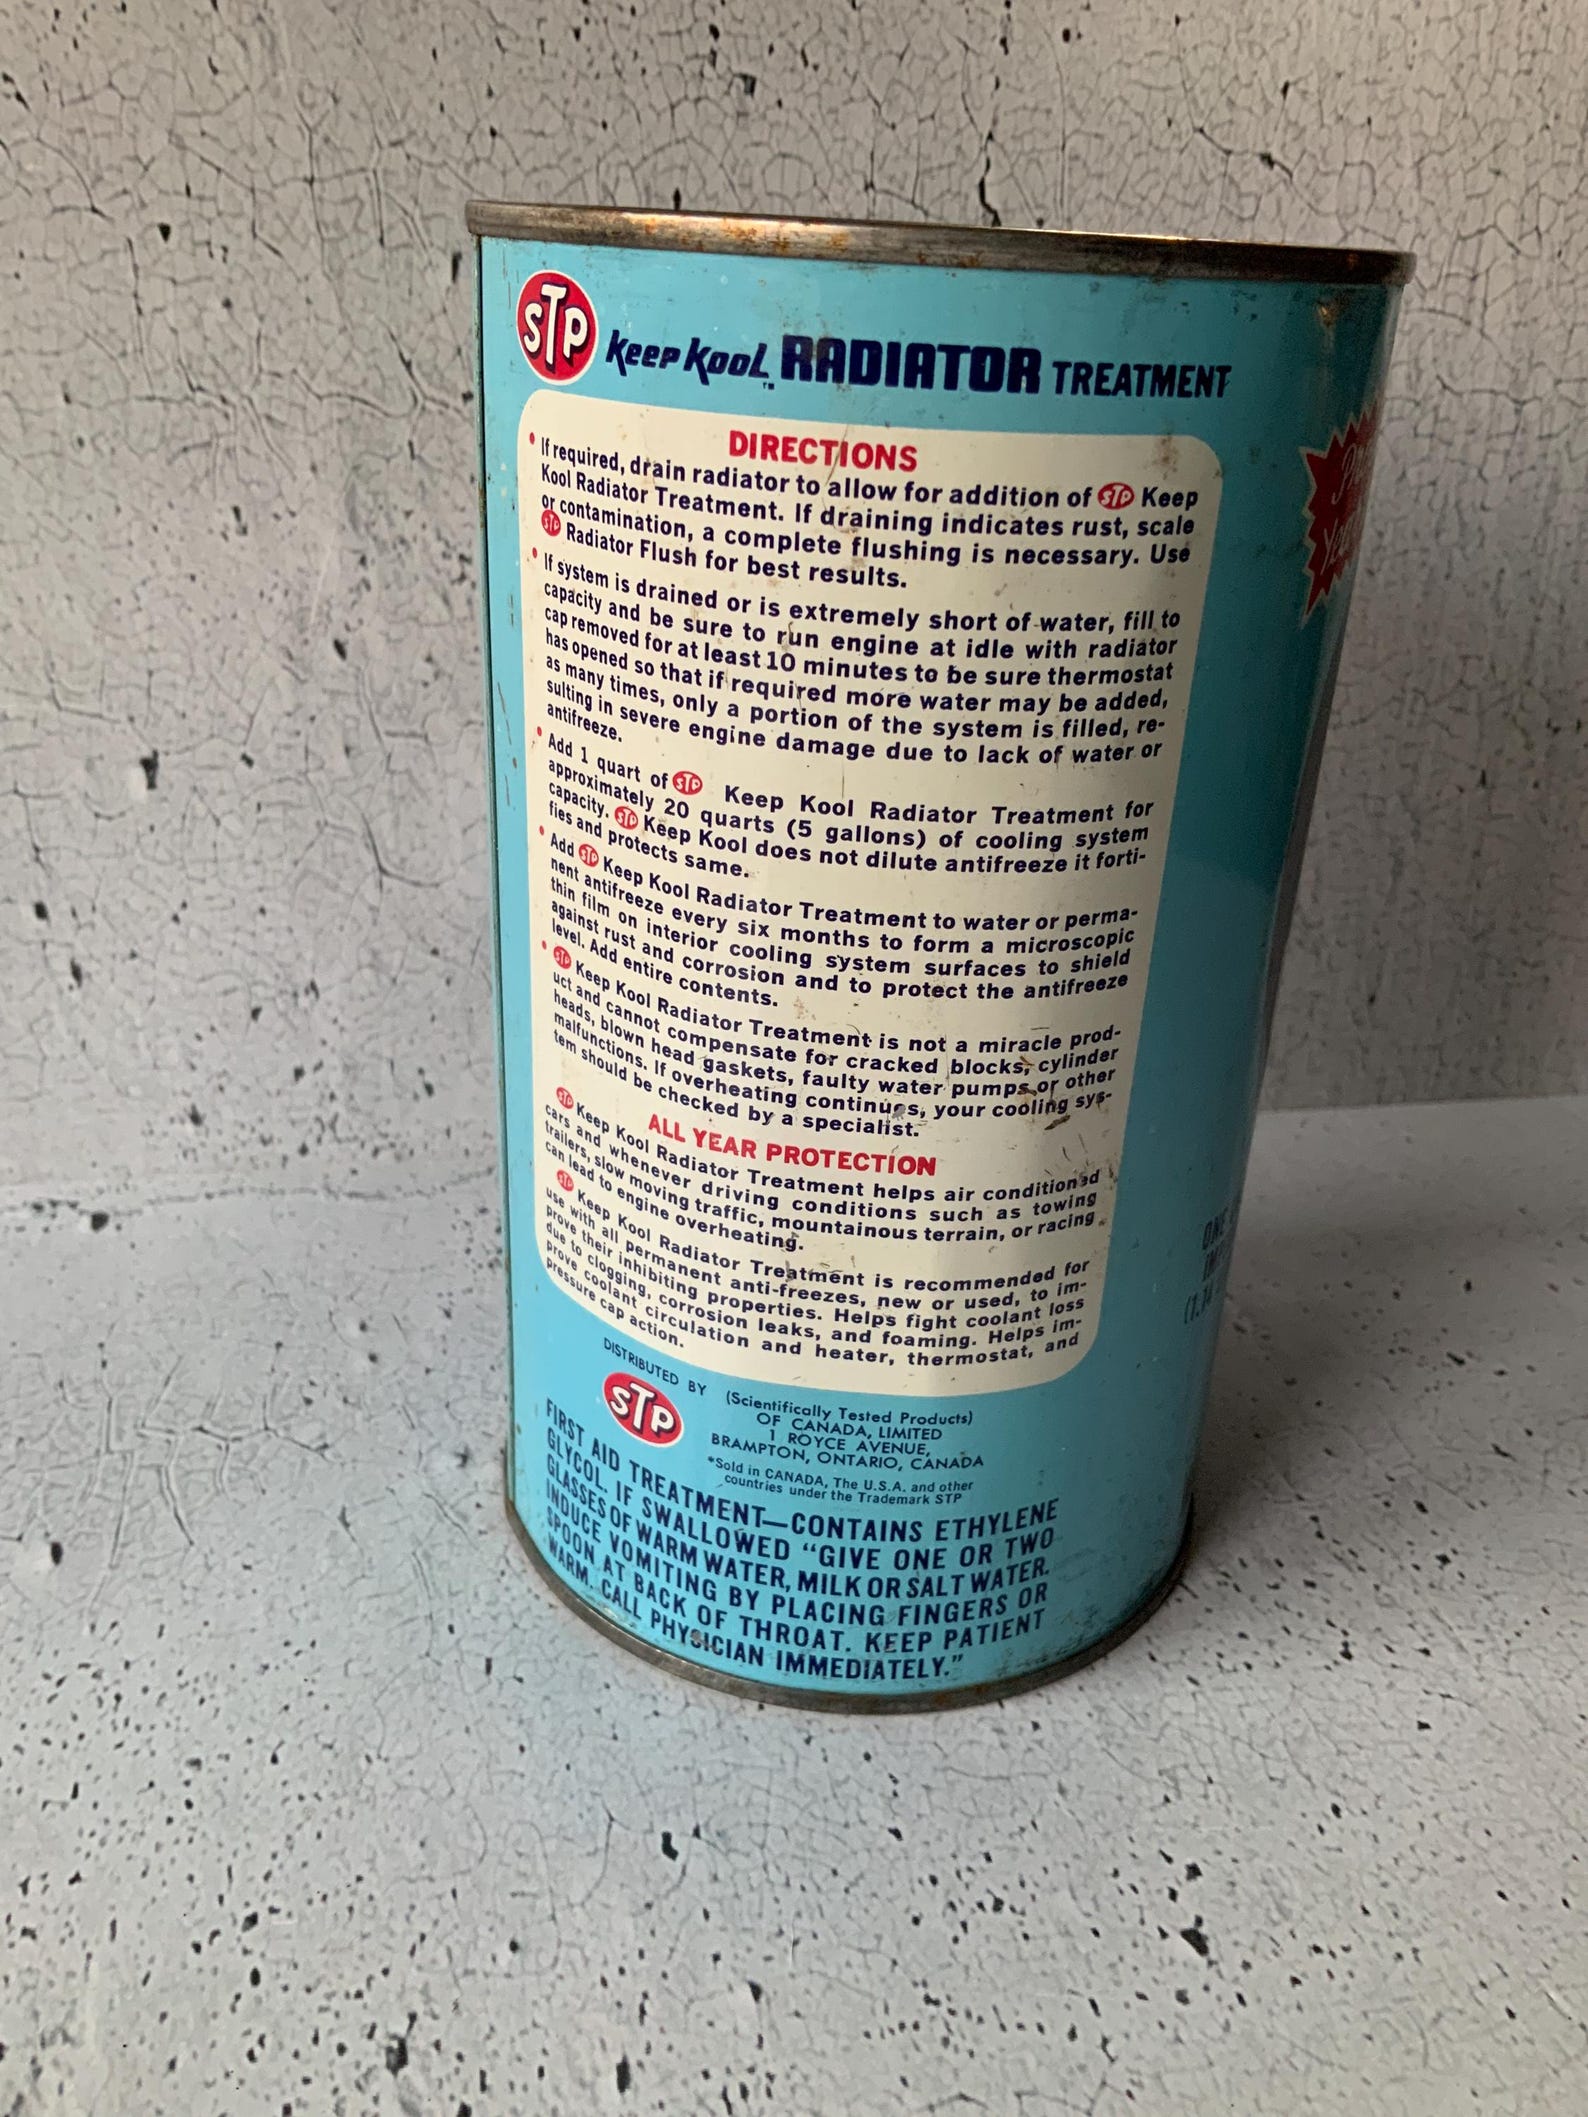 STP Keep Kool™ RADIATOR TREATMENT
DIRECTIONS
• If required, drain radiator to allow for addition of STP Keep
Kool Radiator Treatment. If draining indicates rust, scale
or contamination, a complete flushing is necessary. Use
STP Radiator Flush for best results.
• If system is drained or is extremely short of water, fill to
capacity and be sure to run engine at idle with radiator
cap removed for at least 10 minutes to be sure thermostat
has opened so that if required more water may be added,
as many times, only a portion of the system is filled, re-
sulting in severe engine damage due to lack of water or
antifreeze.
• Add 1 quart of STP Keep Kool Radiator Treatment for
approximately 20 quarts (5 gallons) of cooling system
capacity. STP Keep Kool does not dilute antifreeze it forti-
fies and protects same.
• Add STP Keep Kool Radiator Treatment to water or perma-
nent antifreeze every six months to form a microscopic
thin film on interior cooling system surfaces to shield
against rust and corrosion and to protect the antifreeze
level. Add entire contents.
• STP Keep Kool Radiator Treatment is not a miracle prod-
uct and cannot compensate for cracked blocks, cylinder
heads, blown head gaskets, faulty water pumps or other
malfunctions. If overheating continues, your cooling sys-
tem should be checked by a specialist.
ALL YEAR PROTECTION
STP Keep Kool Radiator Treatment helps air conditioned
cars and whenever driving conditions such as towing
trailers, slow moving traffic, mountainous terrain, or racing
can lead to engine overheating.
STP Keep Kool Radiator Treatment is recommended for
use with all permanent anti-freezes, new or used, to im-
prove their inhibiting properties. Helps fight coolant loss
due to clogging, corrosion leaks, and foaming. Helps im-
prove coolant circulation and heater, thermostat, and
pressure cap action.
DISTRIBUTED BY
STP
(Scientifically Tested Products)
OF CANADA, LIMITED
1 ROYCE AVENUE,
BRAMPTON, ONTARIO, CANADA
*Sold in CANADA, The U.S.A. and other
countries under the Trademark STP
FIRST AID TREATMENT—CONTAINS ETHYLENE
GLYCOL. IF SWALLOWED "GIVE ONE OR TWO
GLASSES OF WARM WATER, MILK OR SALT WATER.
INDUCE VOMITING BY PLACING FINGERS OR
SPOON AT BACK OF THROAT. KEEP PATIENT
WARM. CALL PHYSICIAN IMMEDIATELY."
ONE